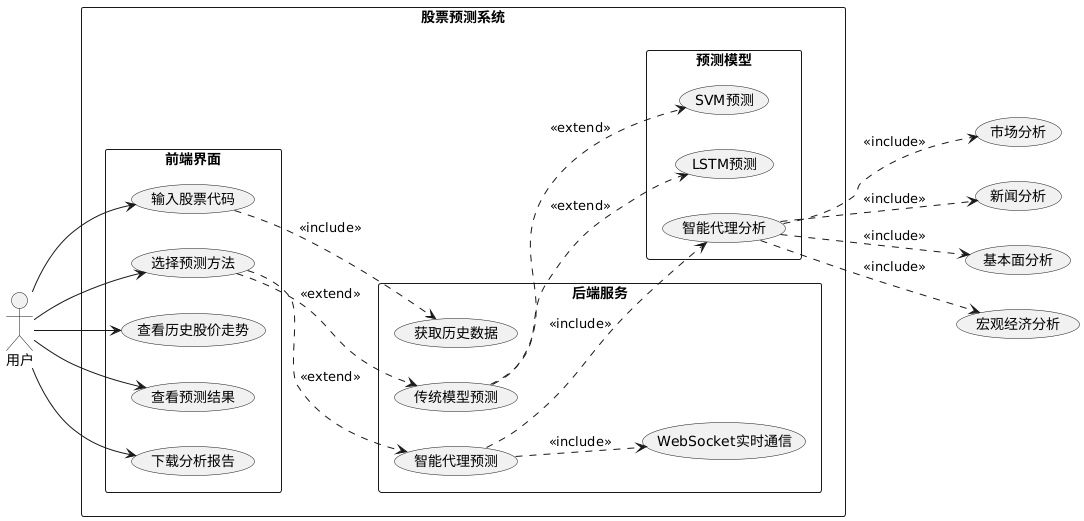 股票预测系统
预测模型
SVM预测
LSTM预测
智能代理分析
市场分析
新闻分析
基本面分析
宏观经济分析
前端界面
输入股票代码
选择预测方法
查看历史股价走势
查看预测结果
下载分析报告
用户
后端服务
获取历史数据
传统模型预测
智能代理预测
WebSocket实时通信
«include»
«extend»
«extend»
«extend»
«extend»
«include»
«include»
«include»
«include»
«include»
«include»